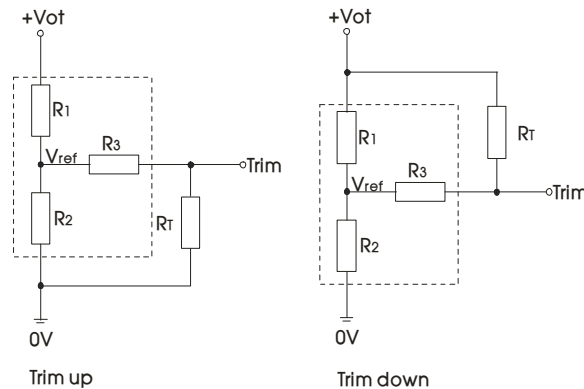 +Vot
R1
Vref
R3
Trim
R2
RT
0V
Trim up
+Vot
R1
RT
Vref
R3
Trim
R2
0V
Trim down